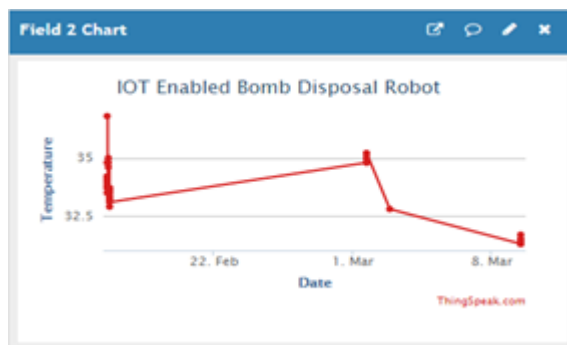 Field 2 Chart
IOT Enabled Bomb Disposal Robot
Temperature
35
32.5
22. Feb
1. Mar
8. Mar
Date
ThingSpeak.com